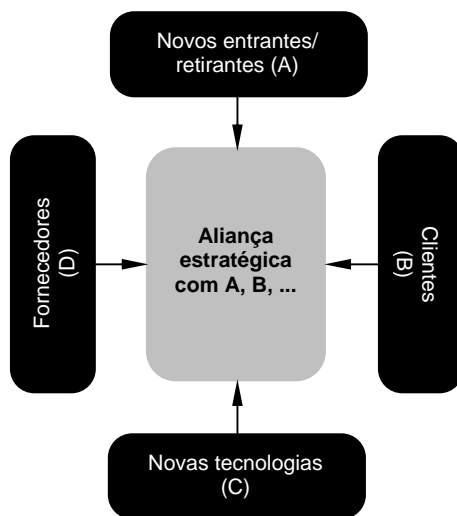 Novos entrantes/
retirantes (A)
Fornecedores
(D)
Aliança
estratégica
com A, B, ...
Clientes
(B)
Novas tecnologias
(C)